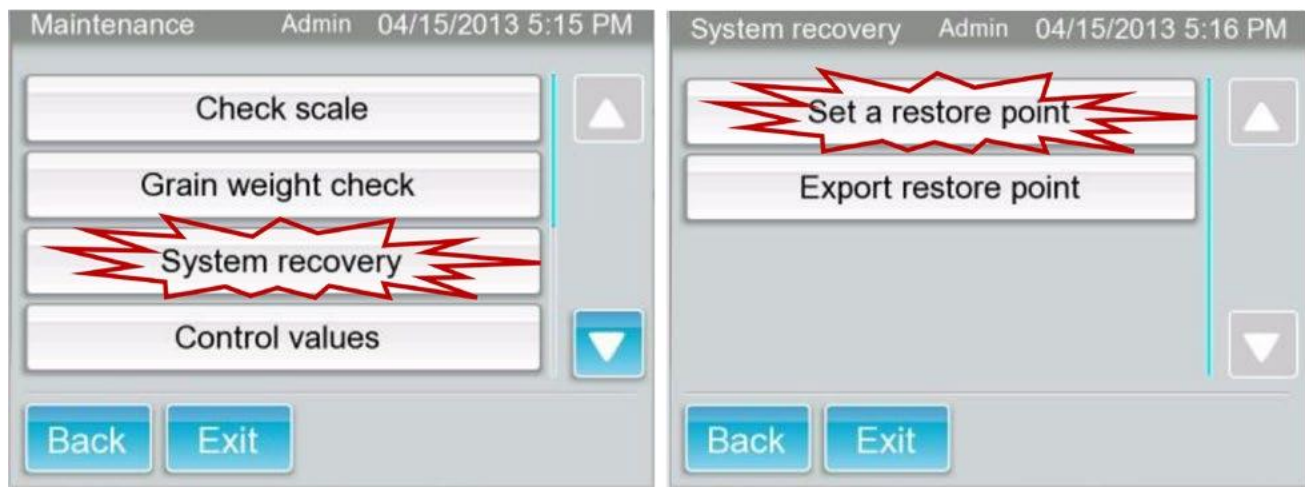 Maintenance Admin 04/15/2013 5:15 PM
Check scale
Grain weight check
System recovery
Control values
Back Exit
System recovery Admin 04/15/2013 5:16 PM
Set a restore point
Export restore point
Back Exit